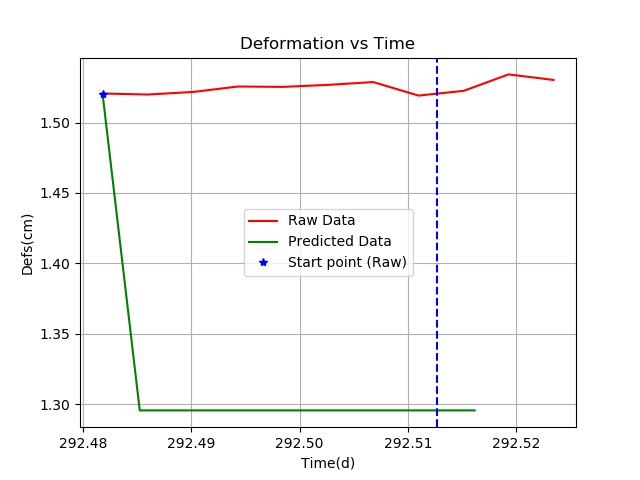 Deformation vs Time
Defs(cm)
1.50
1.45
1.40
1.35
1.30
Raw Data
Predicted Data
Start point (Raw)
292.48 292.49 292.50 292.51 292.52
Time(d)